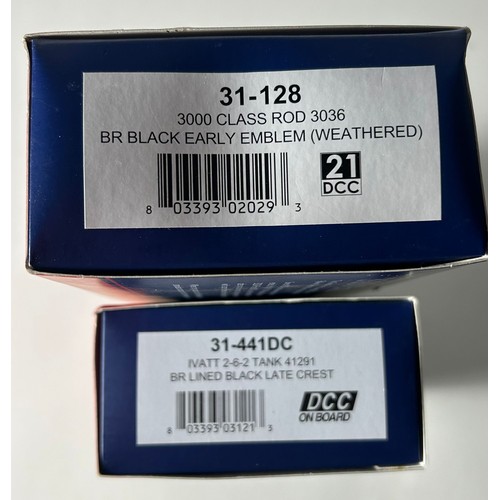 31-128
3000 CLASS ROD 3036
BR BLACK EARLY EMBLEM (WEATHERED)
21
DCC
8 03393 02029 3
31-441DC
IVATT 2-6-2 TANK 41291
BR LINED BLACK LATE CREST
DCC
ON BOARD
8 03393 03121 3